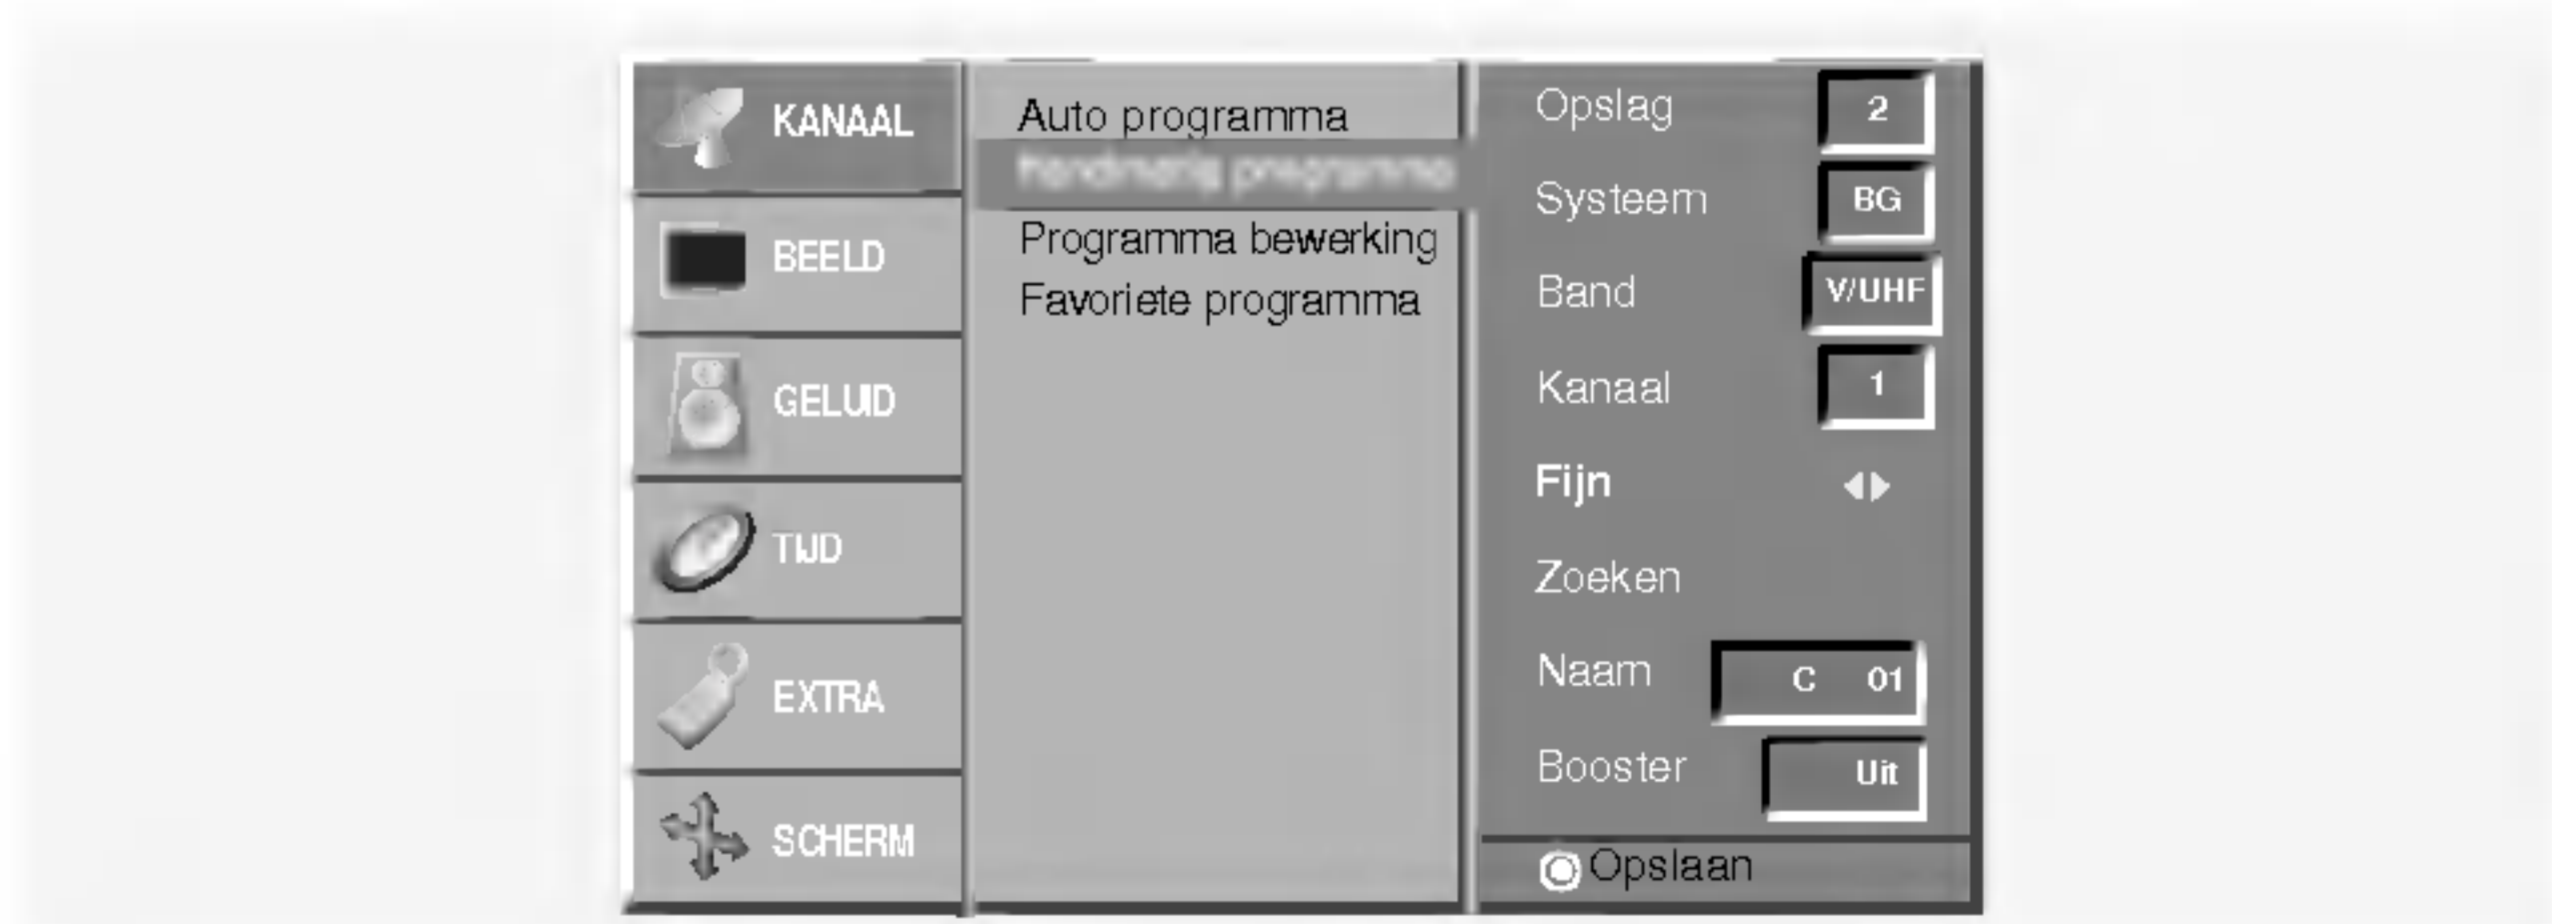 KANAAL
BEELD
GELUID
TIJD
EXTRA
SCHERM
Auto programma
programma
Programma bewerking
Favoriete programma
Opslag 2
Systeem BG
Band V/UHF
Kanaal 1
Fijn
Zoeken
Naam C 01
Booster Uit
Opslaan